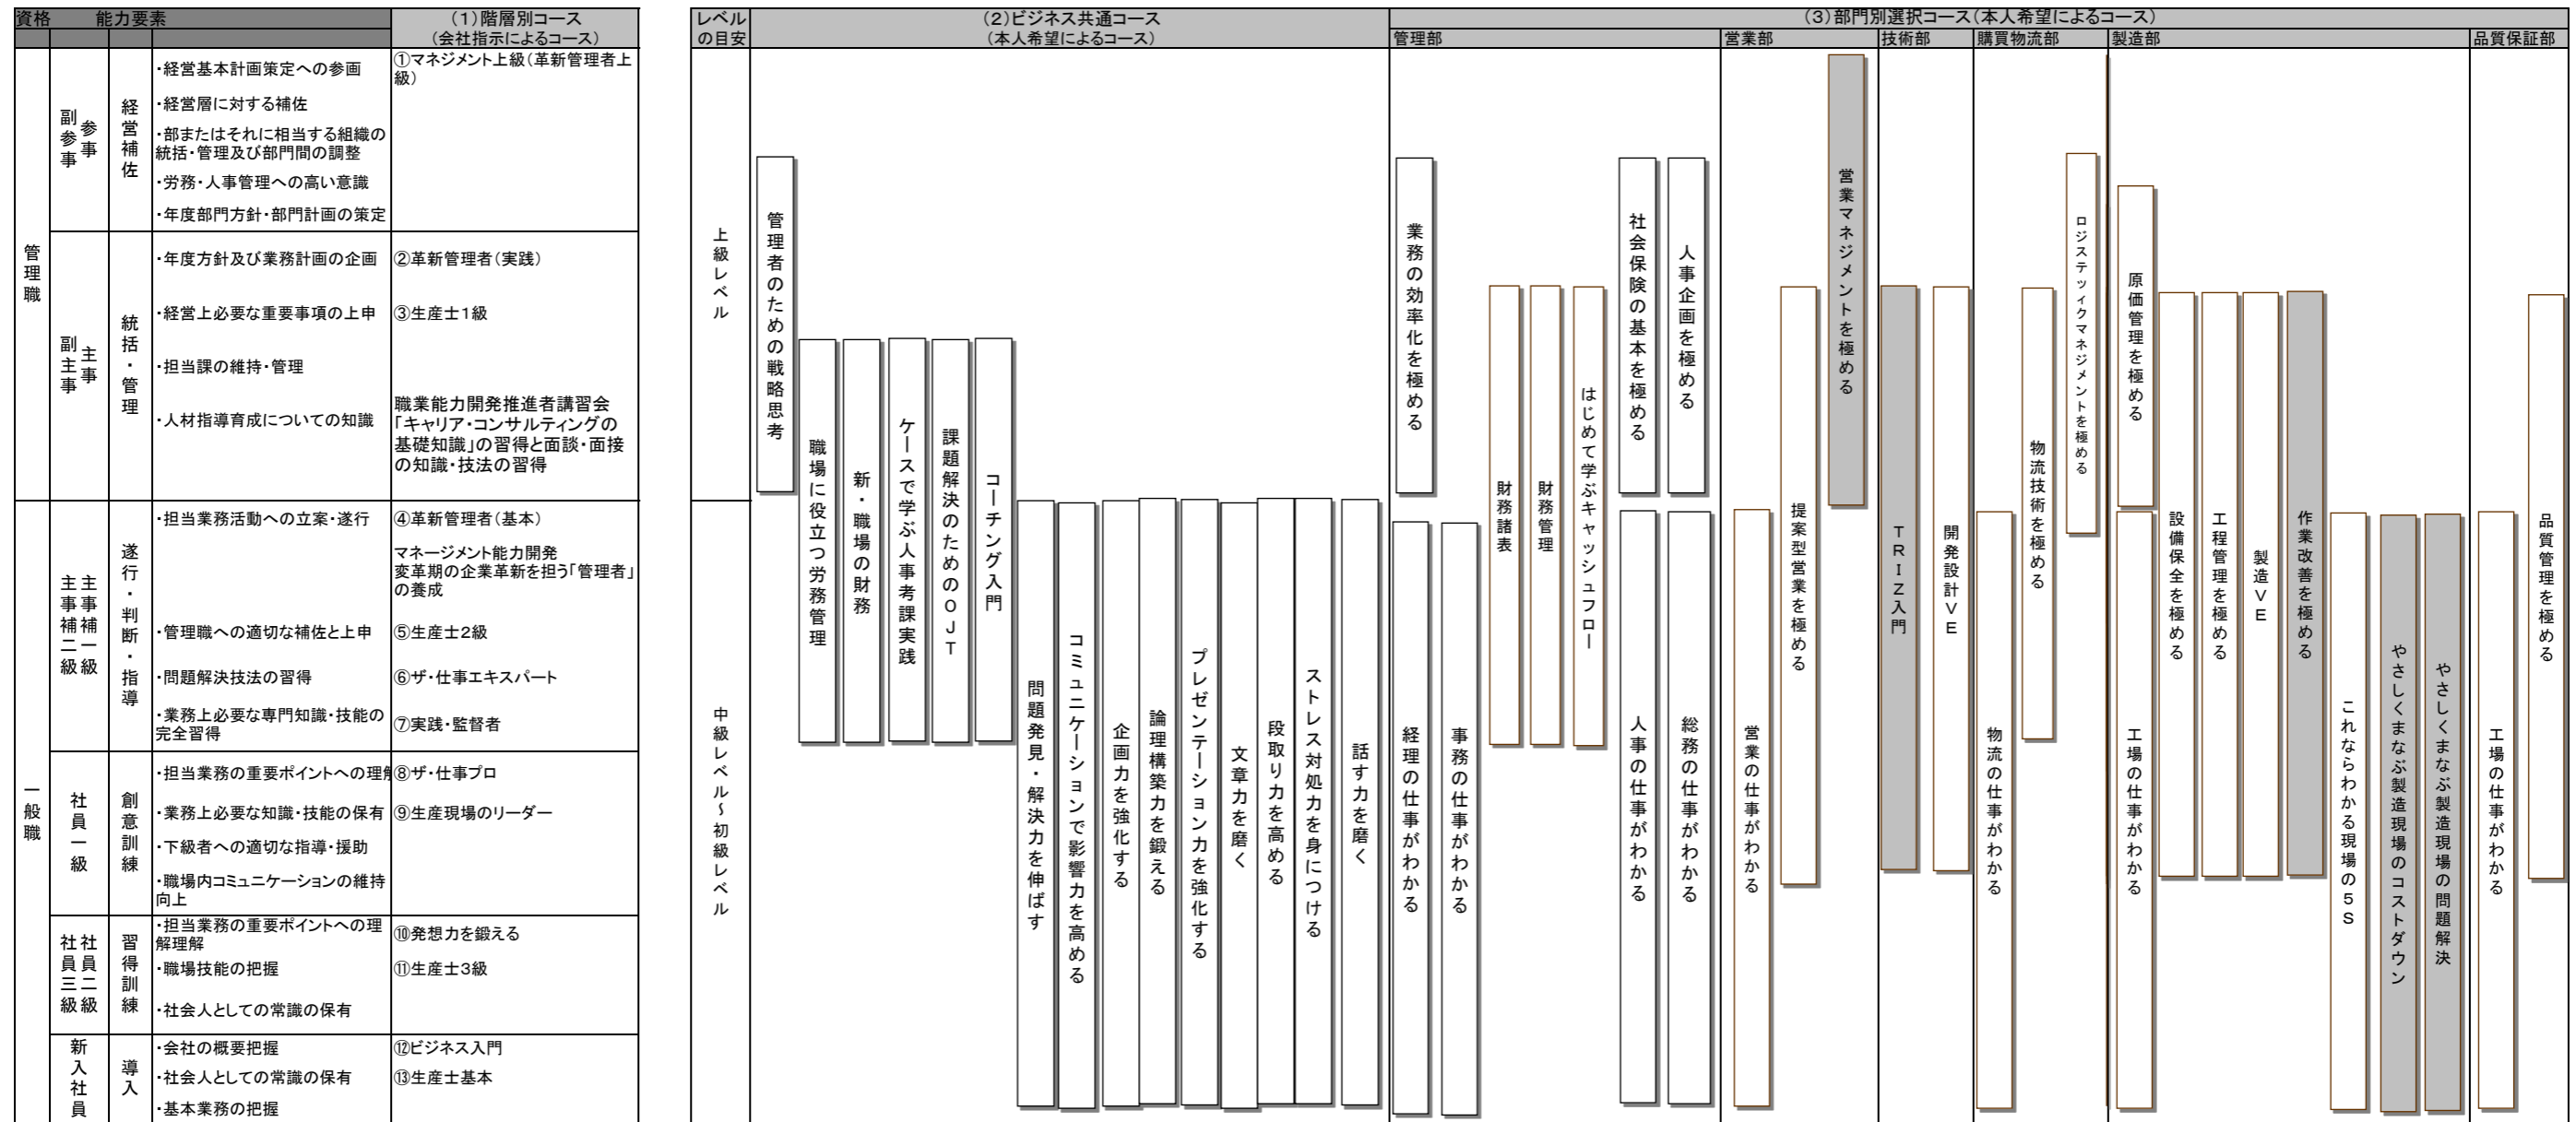 資格 能力要素
(1)階層別コース
(会社指示によるコース)
管理職
副参事
参事
経営補佐
・経営基本計画策定への参画
・経営層に対する補佐
・部またはそれに相当する組織の
統括・管理及び部門間の調整
・労務・人事管理への高い意識
・年度部門方針・部門計画の策定
①マネジメント上級(革新管理者上
級)
副主事
主事
統括・管理
・年度方針及び業務計画の企画
・経営上必要な重要事項の上申
・担当課の維持・管理
・人材指導育成についての知識
②革新管理者(実践)
③生産士1級
職業能力開発推進者講習会
「キャリア・コンサルティングの
基礎知識」の習得と面談・面接
の知識・技法の習得
一般職
主事補二級
主事補一級
遂行・判断・指導
・担当業務活動への立案・遂行
・管理職への適切な補佐と上申
・問題解決技法の習得
・業務上必要な専門知識・技能の
完全習得
④革新管理者(基本)
マネージメント能力開発
変革期の企業革新を担う「管理者」
の養成
⑤生産士2級
⑥ザ・仕事エキスパート
⑦実践・監督者
社員一級
創意訓練
・担当業務の重要ポイントへの理解
・業務上必要な知識・技能の保有
・下級者への適切な指導・援助
・職場内コミュニケーションの維持
向上
⑧ザ・仕事プロ
⑨生産現場のリーダー
社員三級
社員二級
習得訓練
・担当業務の重要ポイントへの理
解理解
・職場技能の把握
・社会人としての常識の保有
⑩発想力を鍛える
⑪生産士3級
新入社員
導入
・会社の概要把握
・社会人としての常識の保有
・基本業務の把握
⑫ビジネス入門
⑬生産士基本
レベル
の目安
上級レベル
中級レベル~初級レベル
(2)ビジネス共通コース
(本人希望によるコース)
管理者のための戦略思考
職場に役立つ労務管理
新・職場の財務
ケースで学ぶ人事考課実践
課題解決のためのOJT
コーチング入門
問題発見・解決力を伸ばす
コミュニケーションで影響力を高める
企画力を強化する
論理構築力を鍛える
プレゼンテーション力を強化する
文章力を磨く
段取り力を高める
ストレス対処力を身につける
話す力を磨く
(3)部門別選択コース(本人希望によるコース)
管理部
業務の効率化を極める
経理の仕事がわかる
事務の仕事がわかる
財務諸表
財務管理
はじめて学ぶキャッシュフロー
社会保険の基本を極める
人事企画を極める
人事の仕事がわかる
総務の仕事がわかる
営業部
営業の仕事がわかる
提案型営業を極める
営業マネジメントを極める
技術部
TRIZ入門
開発設計VE
購買物流部
物流の仕事がわかる
物流技術を極める
ロジスティックマネジメントを極める
製造部
原価管理を極める
工場の仕事がわかる
設備保全を極める
工程管理を極める
製造VE
作業改善を極める
これならわかる現場の5S
やさしくまなぶ製造現場のコストダウン
やさしくまなぶ製造現場の問題解決
品質保証部
工場の仕事がわかる
品質管理を極める